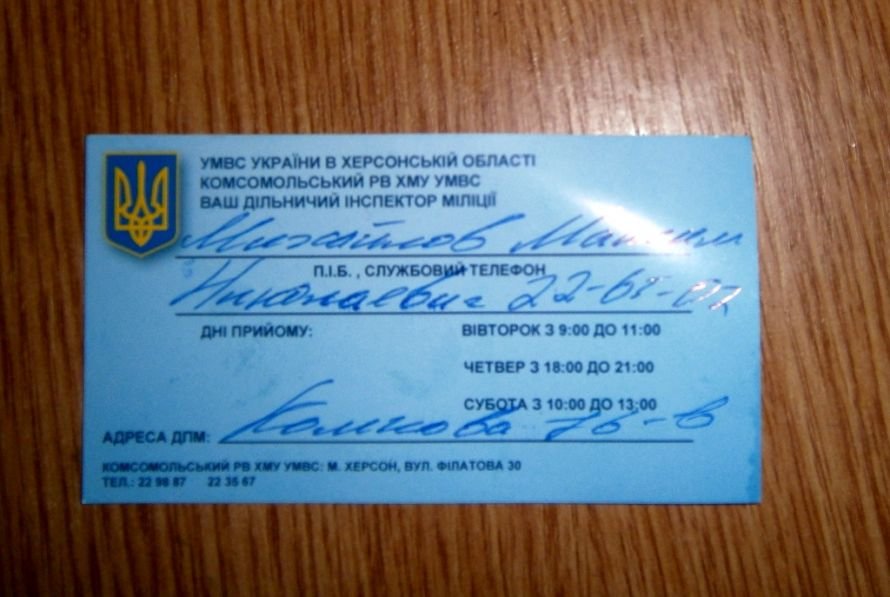 УМВС УКРАЇНИ В ХЕРСОНСЬКІЙ ОБЛАСТІ
КОМСОМОЛЬСЬКИЙ РВ ХМУ УМВС
ВАШ ДІЛЬНИЧИЙ ІНСПЕКТОР МІЛІЦІЇ
Михайлов Максим
П.І.Б. , СЛУЖБОВИЙ ТЕЛЕФОН
Николаевич
ДНІ ПРИЙОМУ: ВІВТОРОК З 9:00 ДО 11:00
ЧЕТВЕР З 18:00 ДО 21:00
СУБОТА З 10:00 ДО 13:00
АДРЕСА ДПМ:
КОМСОМОЛЬСЬКИЙ РВ ХМУ УМВС: М. ХЕРСОН, ВУЛ. ФІЛАТОВА 30
ТЕЛ.: 22 98 87 22 35 67